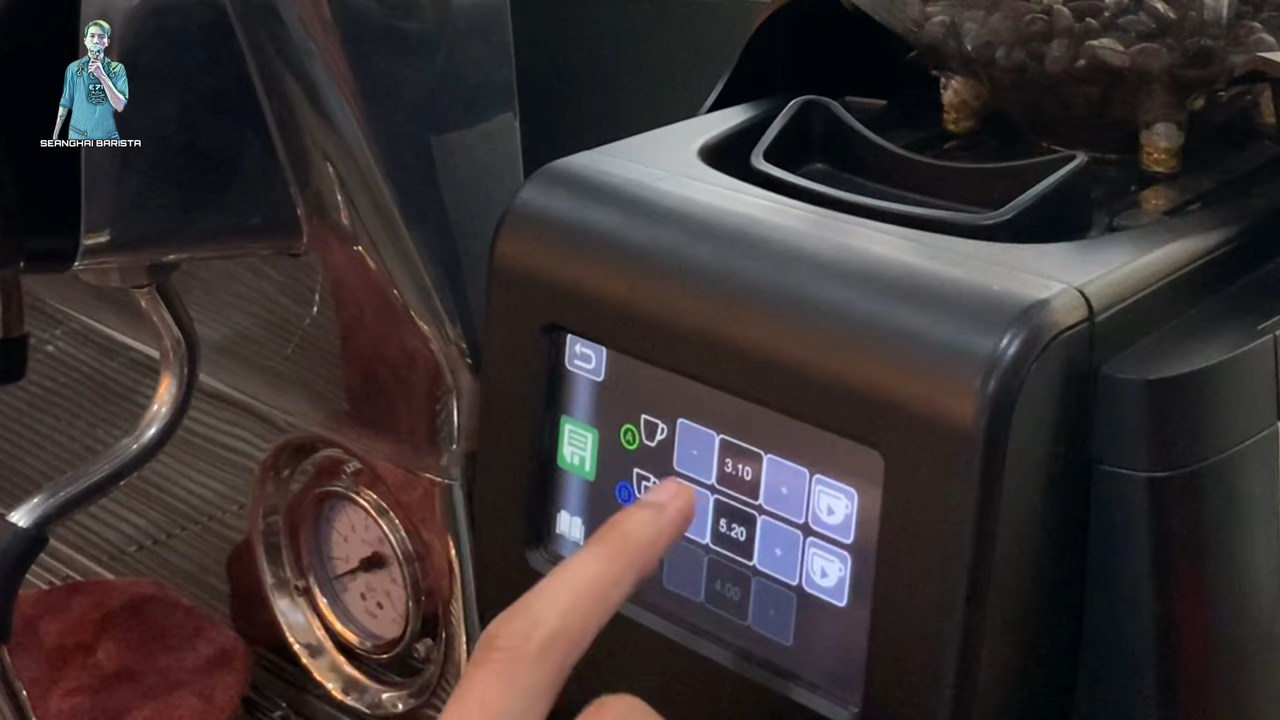 SEANGHAI BARISTA
A
- 3.10 +
B
5.20 +
4.00